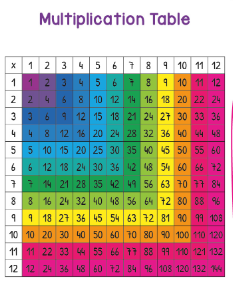 Multiplication Table
x 1 2 3 4 5 6 7 8 9 10 11 12
1 1 2 3 4 5 6 7 8 9 10 11 12
2 2 4 6 8 10 12 14 16 18 20 22 24
3 3 6 9 12 15 18 21 24 27 30 33 36
4 4 8 12 16 20 24 28 32 36 40 44 48
5 5 10 15 20 25 30 35 40 45 50 55 60
6 6 12 18 24 30 36 42 48 54 60 66 72
7 7 14 21 28 35 42 49 56 63 70 77 84
8 8 16 24 32 40 48 56 64 72 80 88 96
9 9 18 27 36 45 54 63 72 81 90 99 108
10 10 20 30 40 50 60 70 80 90 100 110 120
11 11 22 33 44 55 66 77 88 99 110 121 132
12 12 24 36 48 60 72 84 96 108 120 132 144